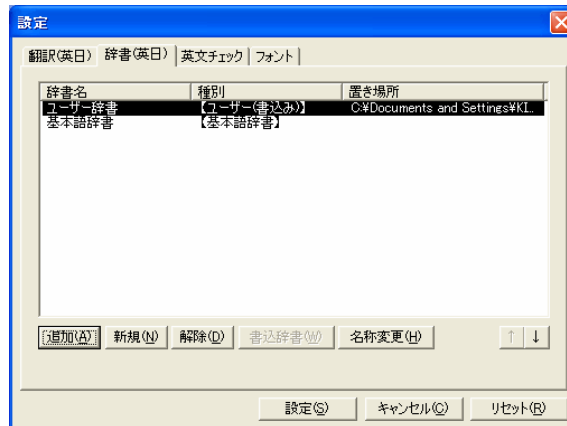 設定
翻訳(英日) 辞書(英日) 英文チェック フォント
辞書名 種別 置き場所
ユーザー辞書 【ユーザー(書込み)】 C:¥Documents and Settings¥KI...
基本語辞書 【基本語辞書】
追加(A) 新規(N) 解除(D) 書込辞書(W) 名称変更(H) ↑ ↓
設定(S) キャンセル(C) リセット(R)